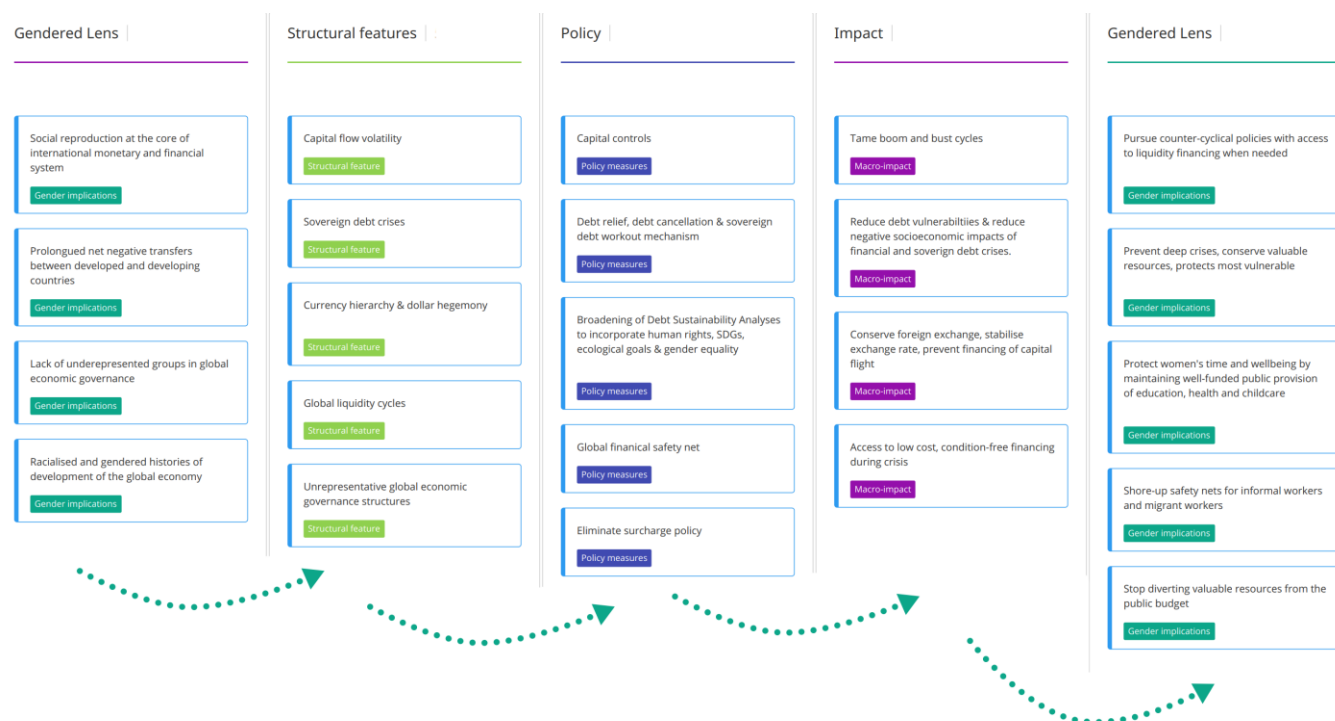 Gendered Lens
Social reproduction at the core of
international monetary and financial
system
Gender implications
Prolongued net negative transfers
between developed and developing
countries
Gender implications
Lack of underepresented groups in global
economic governance
Gender implications
Racialised and gendered histories of
development of the global economy
Gender implications
Structural features
Capital flow volatility
Structural feature
Sovereign debt crises
Structural feature
Currency hierarchy & dollar hegemony
Structural feature
Global liquidity cycles
Structural feature
Unrepresentative global economic
governance structures
Structural feature
Policy
Capital controls
Policy measures
Debt relief, debt cancellation & sovereign
debt workout mechanism
Policy measures
Broadening of Debt Sustainability Analyses
to incorporate human rights, SDGs,
ecological goals & gender equality
Policy measures
Global finanical safety net
Policy measures
Eliminate surcharge policy
Policy measures
Impact
Tame boom and bust cycles
Macro-impact
Reduce debt vulnerabiltiies & reduce
negative socioeconomic impacts of
financial and soverign debt crises.
Macro-impact
Conserve foreign exchange, stabilise
exchange rate, prevent financing of capital
flight
Macro-impact
Access to low cost, condition-free financing
during crisis
Macro-impact
Gendered Lens
Pursue counter-cyclical policies with access
to liquidity financing when needed
Gender implications
Prevent deep crises, conserve valuable
resources, protects most vulnerable
Gender implications
Protect women's time and wellbeing by
maintaining well-funded public provision
of education, health and childcare
Gender implications
Shore-up safety nets for informal workers
and migrant workers
Gender implications
Stop diverting valuable resources from the
public budget
Gender implications